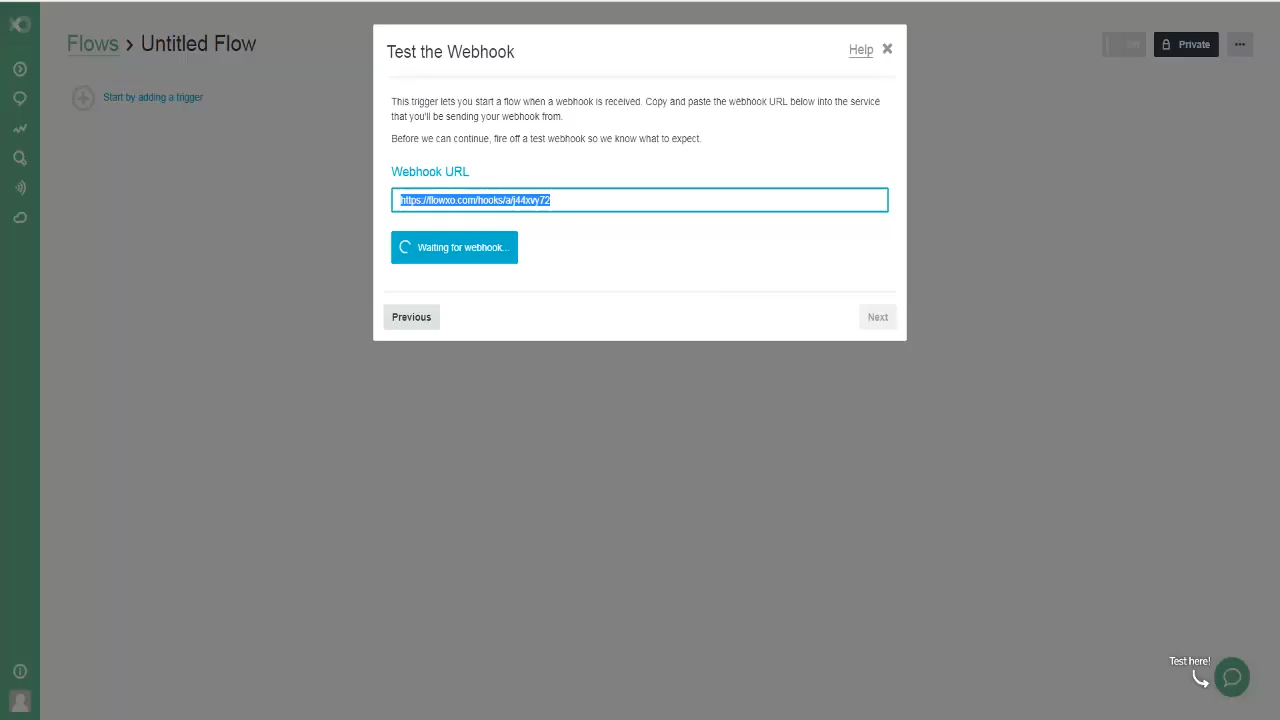 Flows > Untitled Flow
Private
Start by adding a trigger
Test the Webhook
Help
This trigger lets you start a flow when a webhook is received. Copy and paste the webhook URL below into the service
that you'll be sending your webhook from.
Before we can continue, fire off a test webhook so we know what to expect.
Webhook URL
https://flowxo.com/hooks/a/j44xvy72
Waiting for webhook...
Previous
Next
Test here!